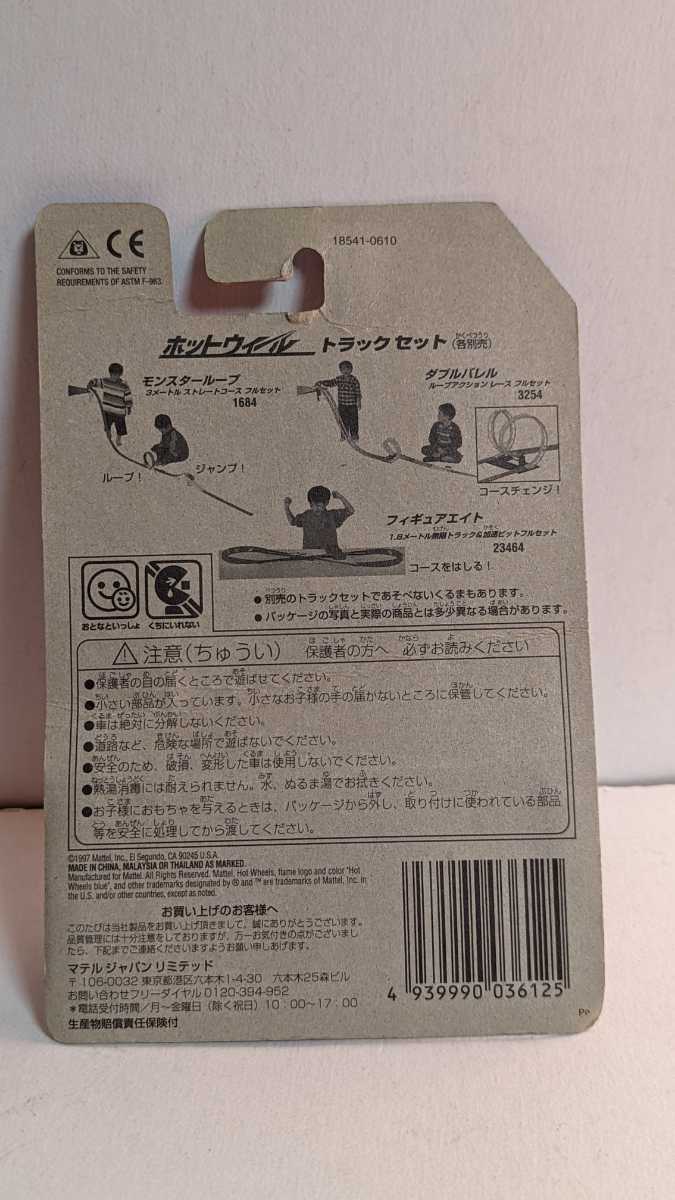 18541-0610
CE
CONFORMS TO THE SAFETY
REQUIREMENTS OF ASTM F-963
ホットウィール トラックセット(各別売)
かくべつうり
モンスターループ
3メートル ストレートコース フルセット
1684
ループ!
ジャンプ!
ダブルバレル
ループアクション レース フルセット
3254
コースチェンジ!
フィギュアエイト
1.8メートル無限トラック&加速ピットフルセット
23464
コースをはしる!
おとなといっしょ
くちにいれない
●別売のトラックセットであそべないくるまもあります。
●パッケージの写真と実際の商品とは多少異なる場合があります。
⚠注意(ちゅうい) 保護者の方へ 必ずお読みください
●保護者の目の届くところで遊ばせてください。
●小さい部品が入っています。小さなお子様の手の届かないところに保管してください。
●車は絶対に分解しないでください。
●道路など、危険な場所で遊ばないでください。
●安全のため、破損、変形した車は使用しないでください。
●熱湯消毒には耐えられません。水、ぬるま湯でお拭きください。
●お子様におもちゃを与えるときは、パッケージから外し、取り付けに使われている部品
等を安全に処理してから渡してください。
©1997 Mattel, Inc., El Segundo, CA 90245 U.S.A.
MADE IN CHINA, MALAYSIA OR THAILAND AS MARKED.
Manufactured for Mattel. All Rights Reserved. Mattel, Hot Wheels, flame logo and color "Hot
Wheels blue", and other trademarks designated by ® and ™ are trademarks of Mattel, Inc. in
the U.S. and/or other countries, except as noted.
お買い上げのお客様へ
このたびは当社製品をお買い上げ頂きまして、誠にありがとうございます。
品質管理には十分注意をしておりますが、万一お気付きの点がございまし
たら、下記までご連絡くださいますようお願い申しあげます。
マテル ジャパン リミテッド
〒106-0032 東京都港区六本木1-4-30 六本木25森ビル
お問い合わせフリーダイヤル 0120-394-952
*電話受付時間/月〜金曜日(除く祝日)10:00〜17:00
生産物賠償責任保険付
4 939990 036125
Pe